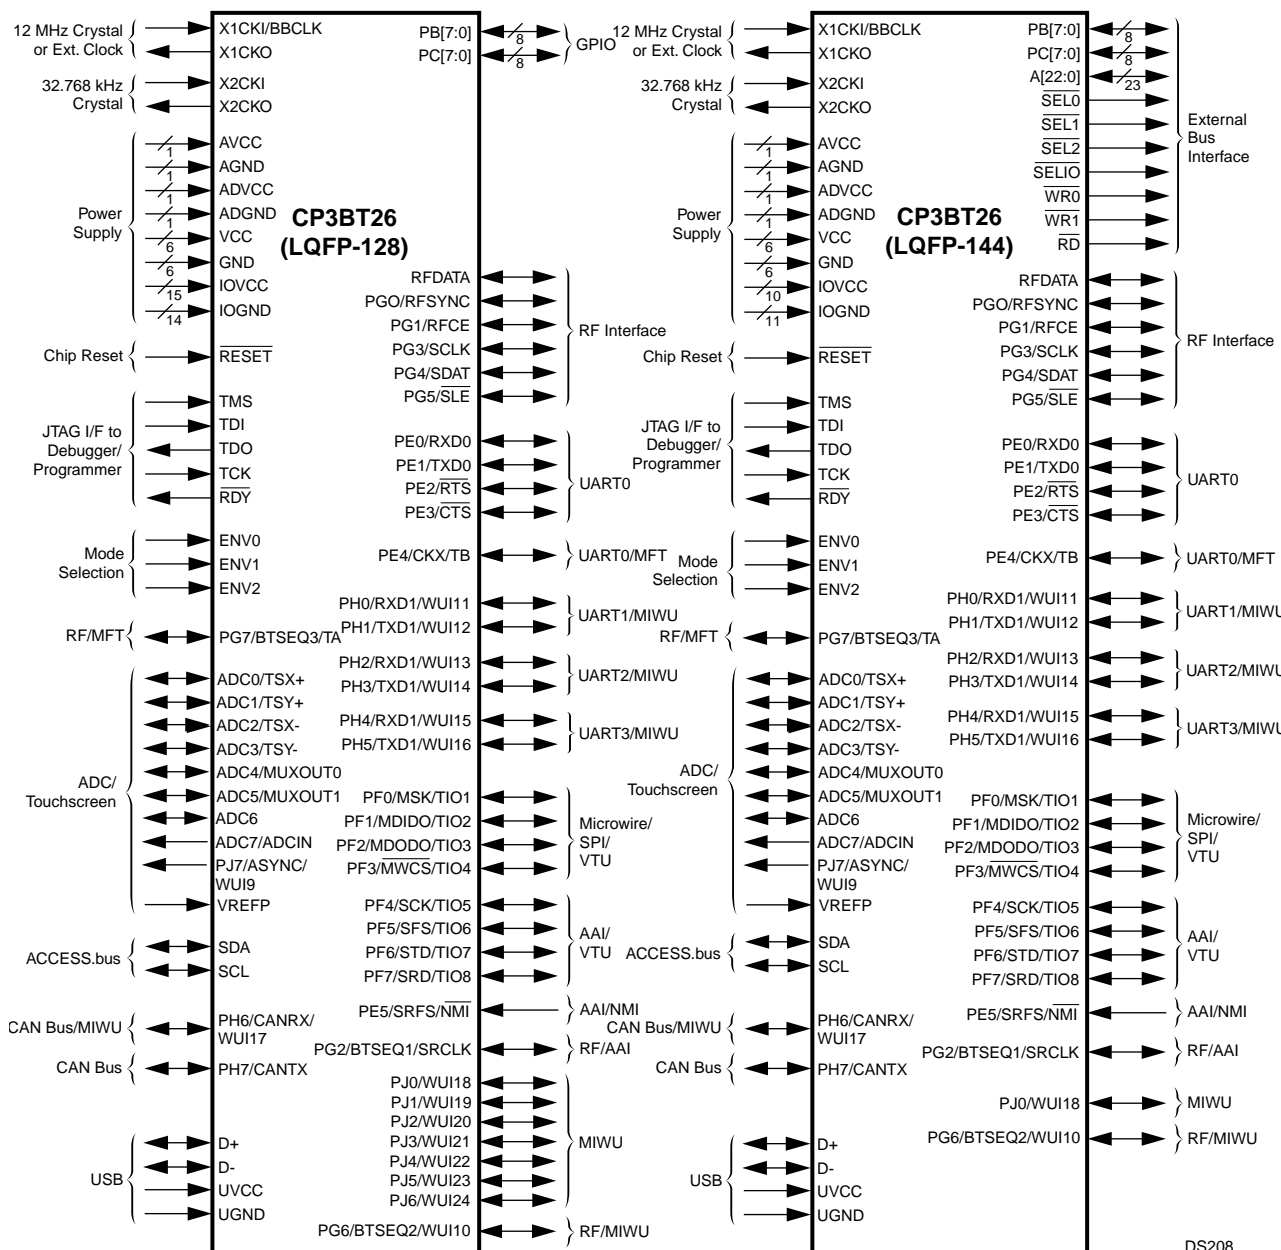 12 MHz Crystal
or Ext. Clock
X1CKI/BBCLK
X1CKO
32.768 kHz
Crystal
X2CKI
X2CKO
Power
Supply
1
AVCC
1
AGND
1
ADVCC
1
ADGND
6
VCC
6
GND
15
IOVCC
14
IOGND
Chip Reset
RESET
JTAG I/F to
Debugger/
Programmer
TMS
TDI
TDO
TCK
RDY
Mode
Selection
ENV0
ENV1
ENV2
RF/MFT
PG7/BTSEQ3/TA
ADC/
Touchscreen
ADC0/TSX+
ADC1/TSY+
ADC2/TSX-
ADC3/TSY-
ADC4/MUXOUT0
ADC5/MUXOUT1
ADC6
ADC7/ADCIN
PJ7/ASYNC/
WUI9
VREFP
ACCESS.bus
SDA
SCL
CAN Bus/MIWU
PH6/CANRX/
WUI17
CAN Bus
PH7/CANTX
USB
D+
D-
UVCC
UGND
CP3BT26
(LQFP-128)
PB[7:0]
8
PC[7:0]
8
GPIO
RFDATA
PGO/RFSYNC
PG1/RFCE
PG3/SCLK
PG4/SDAT
PG5/SLE
RF Interface
PE0/RXD0
PE1/TXD0
PE2/RTS
PE3/CTS
UART0
PE4/CKX/TB
UART0/MFT
PH0/RXD1/WUI11
PH1/TXD1/WUI12
UART1/MIWU
PH2/RXD1/WUI13
PH3/TXD1/WUI14
UART2/MIWU
PH4/RXD1/WUI15
PH5/TXD1/WUI16
UART3/MIWU
PF0/MSK/TIO1
PF1/MDIDO/TIO2
PF2/MDODO/TIO3
PF3/MWCS/TIO4
Microwire/
SPI/
VTU
PF4/SCK/TIO5
PF5/SFS/TIO6
PF6/STD/TIO7
PF7/SRD/TIO8
AAI/
VTU
PE5/SRFS/NMI
AAI/NMI
PG2/BTSEQ1/SRCLK
RF/AAI
PJ0/WUI18
PJ1/WUI19
PJ2/WUI20
PJ3/WUI21
PJ4/WUI22
PJ5/WUI23
PJ6/WUI24
MIWU
PG6/BTSEQ2/WUI10
RF/MIWU
12 MHz Crystal
or Ext. Clock
X1CKI/BBCLK
X1CKO
32.768 kHz
Crystal
X2CKI
X2CKO
Power
Supply
1
AVCC
1
AGND
1
ADVCC
1
ADGND
6
VCC
6
GND
10
IOVCC
11
IOGND
Chip Reset
RESET
JTAG I/F to
Debugger/
Programmer
TMS
TDI
TDO
TCK
RDY
Mode
Selection
ENV0
ENV1
ENV2
RF/MFT
PG7/BTSEQ3/TA
ADC/
Touchscreen
ADC0/TSX+
ADC1/TSY+
ADC2/TSX-
ADC3/TSY-
ADC4/MUXOUT0
ADC5/MUXOUT1
ADC6
ADC7/ADCIN
PJ7/ASYNC/
WUI9
VREFP
ACCESS.bus
SDA
SCL
CAN Bus/MIWU
PH6/CANRX/
WUI17
CAN Bus
PH7/CANTX
USB
D+
D-
UVCC
UGND
CP3BT26
(LQFP-144)
PB[7:0]
8
PC[7:0]
8
A[22:0]
23
SEL0
SEL1
SEL2
SELIO
WR0
WR1
RD
External
Bus
Interface
RFDATA
PGO/RFSYNC
PG1/RFCE
PG3/SCLK
PG4/SDAT
PG5/SLE
RF Interface
PE0/RXD0
PE1/TXD0
PE2/RTS
PE3/CTS
UART0
PE4/CKX/TB
UART0/MFT
PH0/RXD1/WUI11
PH1/TXD1/WUI12
UART1/MIWU
PH2/RXD1/WUI13
PH3/TXD1/WUI14
UART2/MIWU
PH4/RXD1/WUI15
PH5/TXD1/WUI16
UART3/MIWU
PF0/MSK/TIO1
PF1/MDIDO/TIO2
PF2/MDODO/TIO3
PF3/MWCS/TIO4
Microwire/
SPI/
VTU
PF4/SCK/TIO5
PF5/SFS/TIO6
PF6/STD/TIO7
PF7/SRD/TIO8
AAI/
VTU
PE5/SRFS/NMI
AAI/NMI
PG2/BTSEQ1/SRCLK
RF/AAI
PJ0/WUI18
MIWU
PG6/BTSEQ2/WUI10
RF/MIWU
DS208